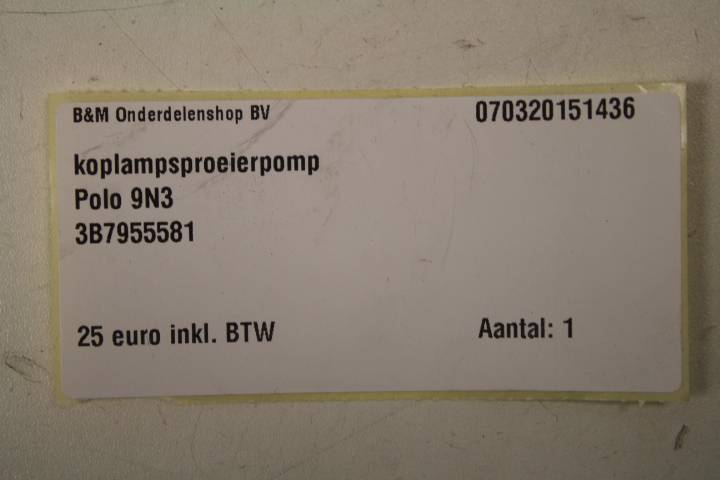 B&M Onderdelenshop BV 070320151436
koplampsproeierpomp
Polo 9N3
3B7955581
25 euro inkl. BTW Aantal: 1